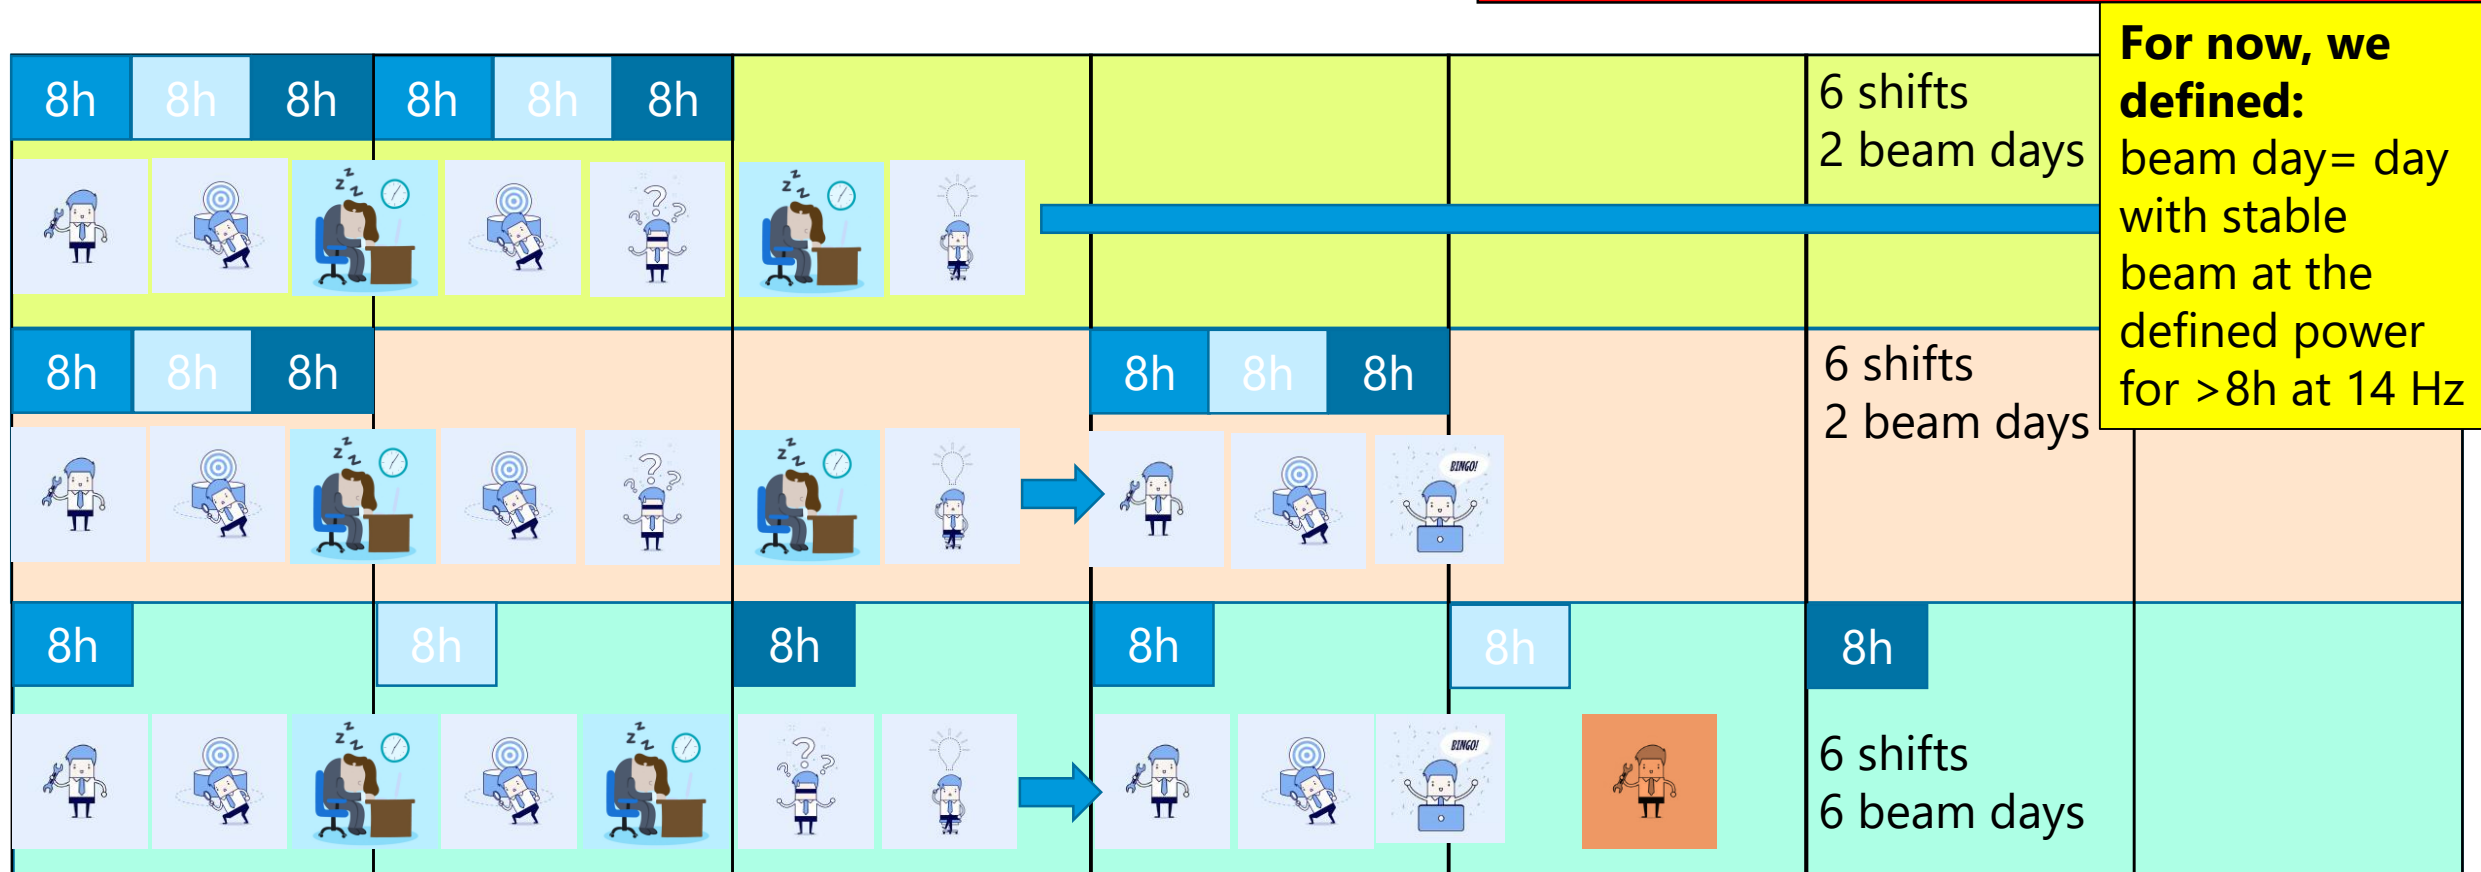 8h 8h 8h 8h 8h 8h
6 shifts
2 beam days
For now, we
defined:
beam day= day
with stable
beam at the
defined power
for >8h at 14 Hz
z z z
z z z
8h 8h 8h 8h 8h 8h
6 shifts
2 beam days
z z z
z z z
BINGO!
8h 8h 8h 8h 8h 8h
z z z
z z z
BINGO!
6 shifts
6 beam days